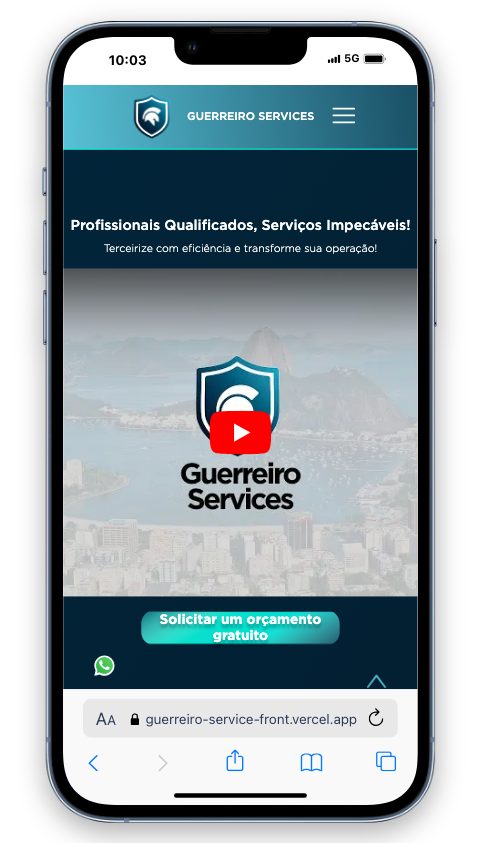 10:03
5G
GUERREIRO SERVICES
Profissionais Qualificados, Serviços Impecáveis!
Terceirize com eficiência e transforme sua operação!
Guerreiro
Services
Solicitar um orçamento
gratuito
AA guerreiro-service-front.vercel.app